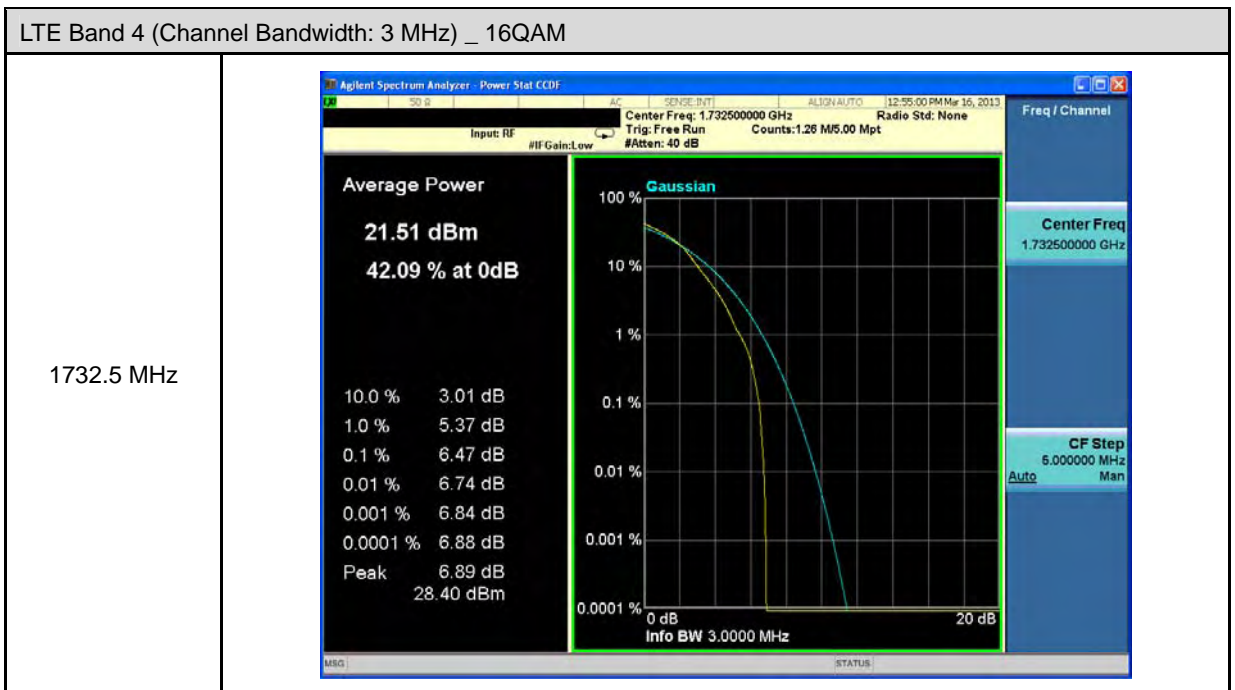 LTE Band 4 (Channel Bandwidth: 3 MHz) _ 16QAM
1732.5 MHz
Agilent Spectrum Analyzer - Power Stat CCDF
50 Ω AC SENSE:INT ALIGN AUTO 12:55:00 PM Mar 16, 2013
Center Freq: 1.732500000 GHz Radio Std: None
Input: RF Trig: Free Run Counts:1.26 M/5.00 Mpt
#IFGain:Low #Atten: 40 dB
Freq / Channel
Average Power
21.51 dBm
42.09 % at 0dB
10.0 % 3.01 dB
1.0 % 5.37 dB
0.1 % 6.47 dB
0.01 % 6.74 dB
0.001 % 6.84 dB
0.0001 % 6.88 dB
Peak 6.89 dB
28.40 dBm
Gaussian
100 %
10 %
1 %
0.1 %
0.01 %
0.001 %
0.0001 %
0 dB 20 dB
Info BW 3.0000 MHz
Center Freq
1.732500000 GHz
CF Step
5.000000 MHz
Auto Man
MSG STATUS